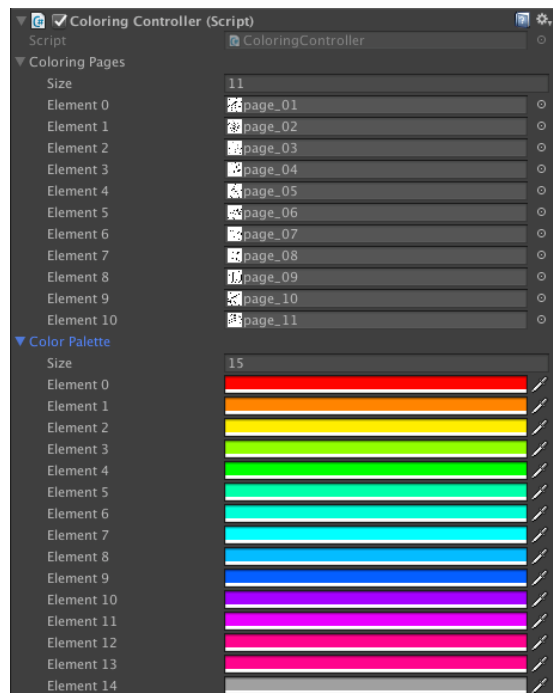 Coloring Controller (Script)
Script ColoringController
Coloring Pages
Size 11
Element 0 page_01
Element 1 page_02
Element 2 page_03
Element 3 page_04
Element 4 page_05
Element 5 page_06
Element 6 page_07
Element 7 page_08
Element 8 page_09
Element 9 page_10
Element 10 page_11
Color Palette
Size 15
Element 0
Element 1
Element 2
Element 3
Element 4
Element 5
Element 6
Element 7
Element 8
Element 9
Element 10
Element 11
Element 12
Element 13
Element 14